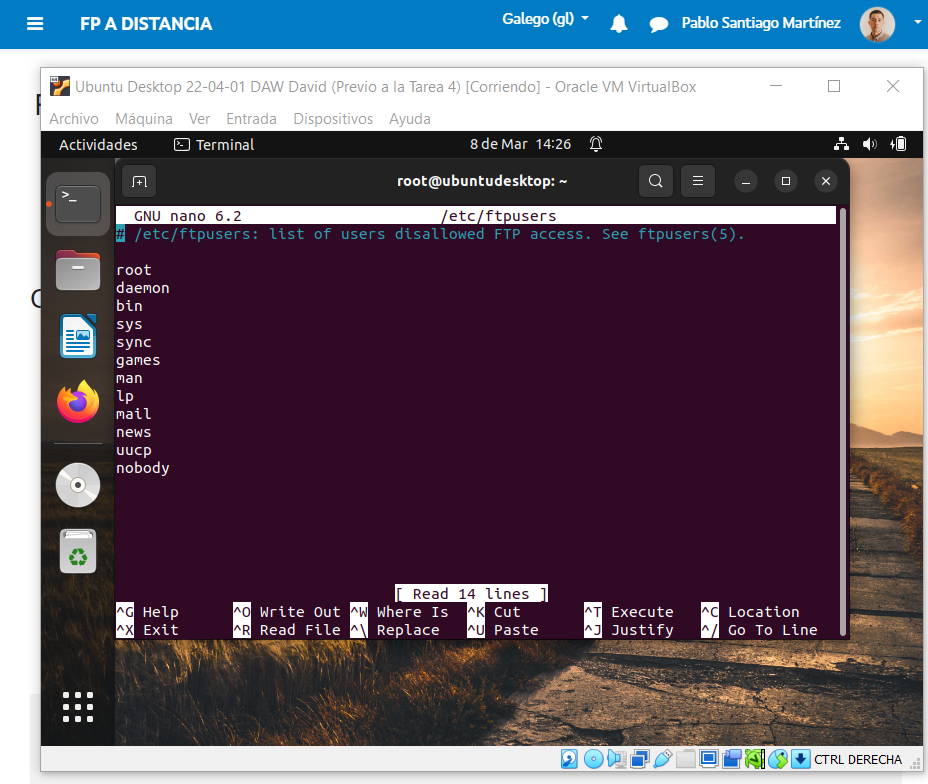 FP A DISTANCIA
Galego (gl)
Pablo Santiago Martínez
Ubuntu Desktop 22-04-01 DAW David (Previo a la Tarea 4) [Corriendo] - Oracle VM VirtualBox
Archivo Máquina Ver Entrada Dispositivos Ayuda
Actividades Terminal 8 de Mar 14:26
root@ubuntudesktop: ~
GNU nano 6.2 /etc/ftpusers
# /etc/ftpusers: list of users disallowed FTP access. See ftpusers(5).
root
daemon
bin
sys
sync
games
man
lp
mail
news
uucp
nobody
[ Read 14 lines ]
^G Help ^O Write Out ^W Where Is ^K Cut ^T Execute ^C Location
^X Exit ^R Read File ^\ Replace ^U Paste ^J Justify ^/ Go To Line
CTRL DERECHA